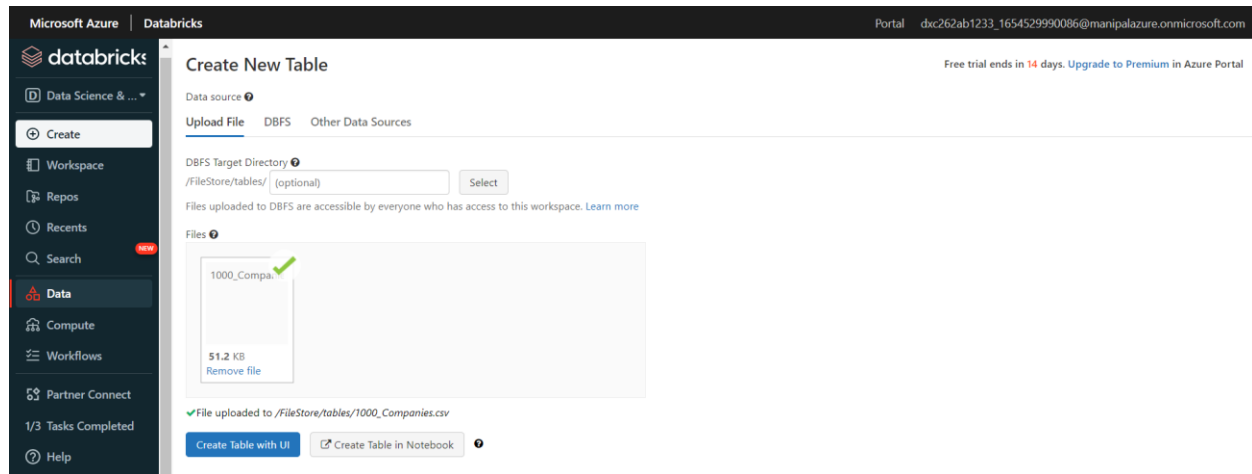 Microsoft Azure | Databricks
Portal dxc262ab1233_1654529990086@manipalazure.onmicrosoft.com
databricks
D Data Science & ...
Create
Workspace
Repos
Recents
Search
NEW
Data
Compute
Workflows
Partner Connect
1/3 Tasks Completed
Help
Create New Table
Free trial ends in 14 days. Upgrade to Premium in Azure Portal
Data source
Upload File DBFS Other Data Sources
DBFS Target Directory
/FileStore/tables/ (optional) Select
Files uploaded to DBFS are accessible by everyone who has access to this workspace. Learn more
Files
1000_Compa
51.2 KB
Remove file
File uploaded to /FileStore/tables/1000_Companies.csv
Create Table with UI Create Table in Notebook